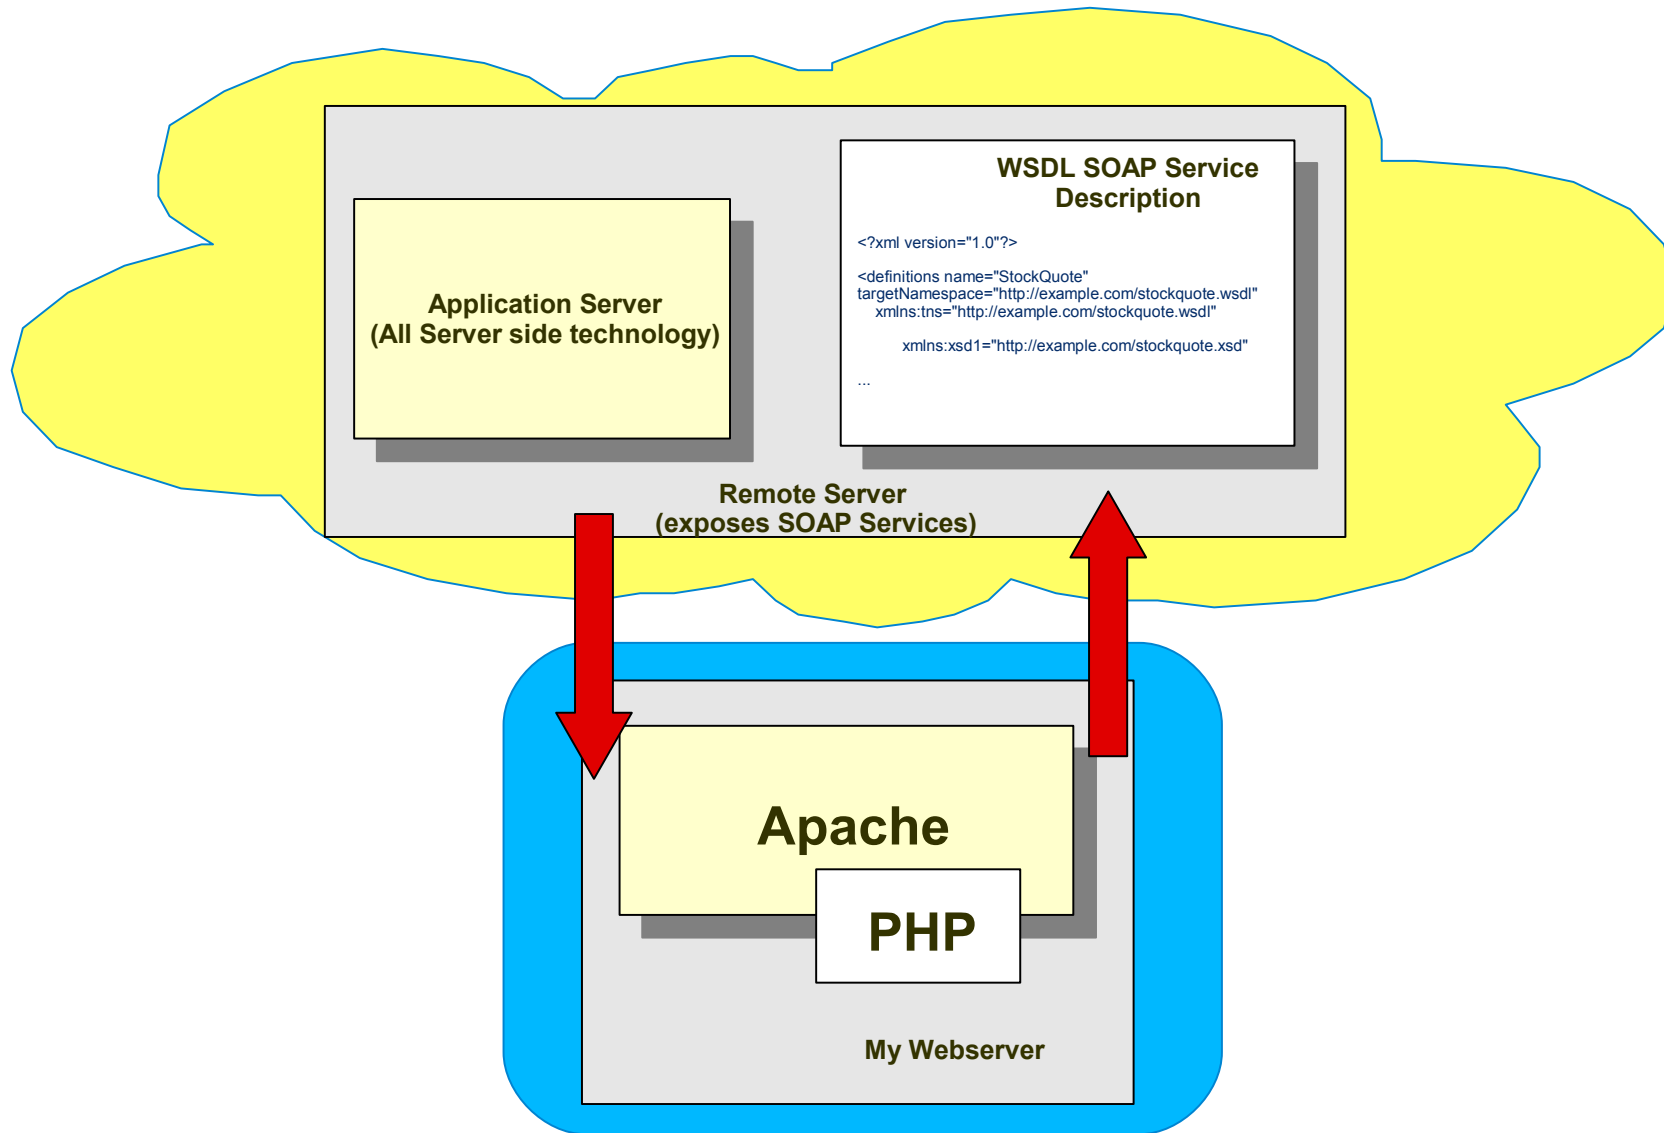 Application Server
(All Server side technology)
WSDL SOAP Service
Description
<?xml version="1.0"?>
<definitions name="StockQuote"
targetNamespace="http://example.com/stockquote.wsdl"
xmlns:tns="http://example.com/stockquote.wsdl"
xmlns:xsd1="http://example.com/stockquote.xsd"
...
Remote Server
(exposes SOAP Services)
Apache
PHP
My Webserver